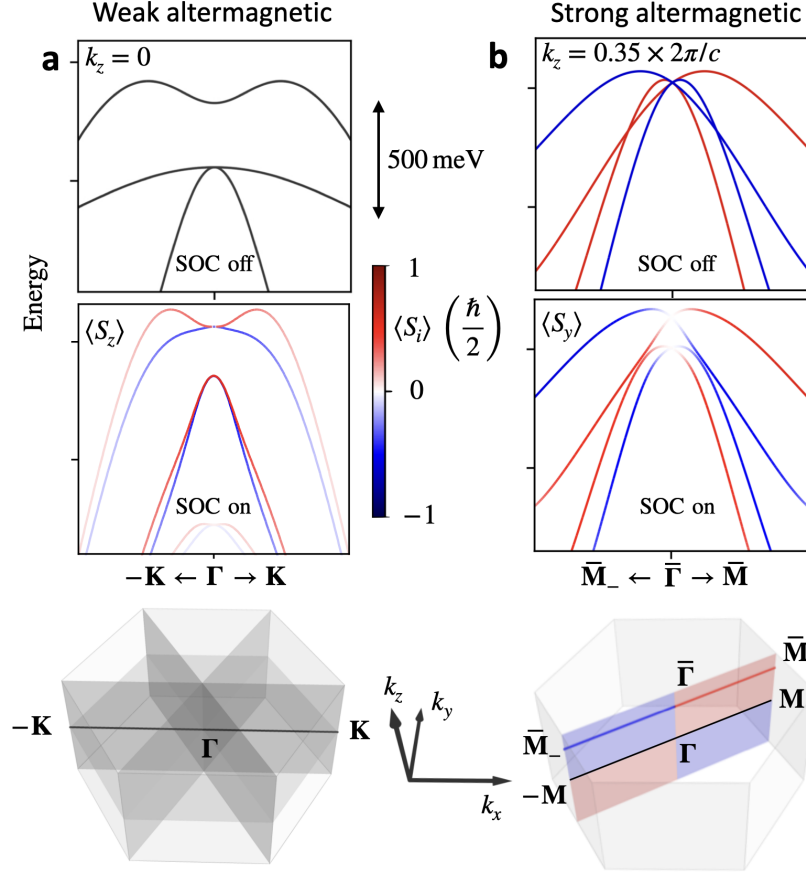 Weak altermagnetic
Strong altermagnetic
a
k_z = 0
500 meV
SOC off
b
k_z = 0.35 × 2π/c
SOC off
Energy
⟨S_z⟩
SOC on
1
⟨S_i⟩ (ħ/2)
0
−1
⟨S_y⟩
SOC on
−K ← Γ → K
M̄_− ← Γ̄ → M̄
−K
Γ
K
k_z
k_y
k_x
M̄
Γ̄
M
M̄_−
Γ
−M